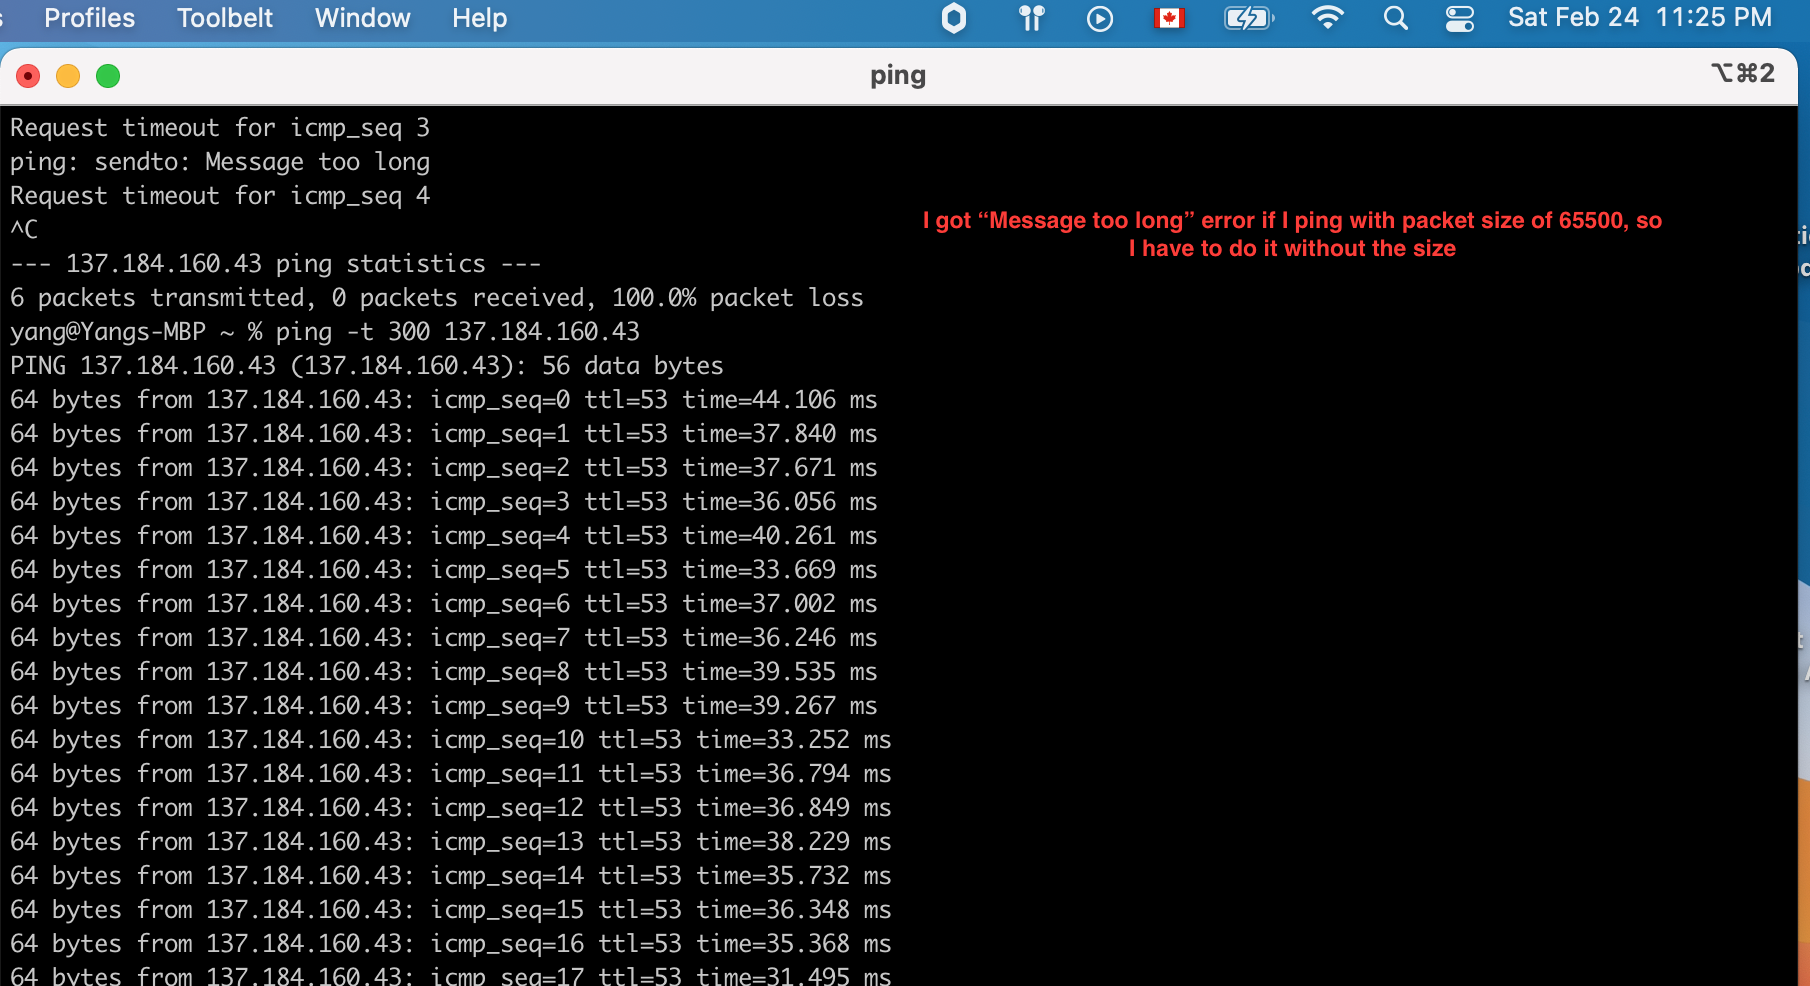 Profiles Toolbelt Window Help Sat Feb 24 11:25 PM
ping ⌥⌘2
Request timeout for icmp_seq 3
ping: sendto: Message too long
Request timeout for icmp_seq 4
^C
--- 137.184.160.43 ping statistics ---
6 packets transmitted, 0 packets received, 100.0% packet loss
I got “Message too long” error if I ping with packet size of 65500, so
I have to do it without the size
yang@Yangs-MBP ~ % ping -t 300 137.184.160.43
PING 137.184.160.43 (137.184.160.43): 56 data bytes
64 bytes from 137.184.160.43: icmp_seq=0 ttl=53 time=44.106 ms
64 bytes from 137.184.160.43: icmp_seq=1 ttl=53 time=37.840 ms
64 bytes from 137.184.160.43: icmp_seq=2 ttl=53 time=37.671 ms
64 bytes from 137.184.160.43: icmp_seq=3 ttl=53 time=36.056 ms
64 bytes from 137.184.160.43: icmp_seq=4 ttl=53 time=40.261 ms
64 bytes from 137.184.160.43: icmp_seq=5 ttl=53 time=33.669 ms
64 bytes from 137.184.160.43: icmp_seq=6 ttl=53 time=37.002 ms
64 bytes from 137.184.160.43: icmp_seq=7 ttl=53 time=36.246 ms
64 bytes from 137.184.160.43: icmp_seq=8 ttl=53 time=39.535 ms
64 bytes from 137.184.160.43: icmp_seq=9 ttl=53 time=39.267 ms
64 bytes from 137.184.160.43: icmp_seq=10 ttl=53 time=33.252 ms
64 bytes from 137.184.160.43: icmp_seq=11 ttl=53 time=36.794 ms
64 bytes from 137.184.160.43: icmp_seq=12 ttl=53 time=36.849 ms
64 bytes from 137.184.160.43: icmp_seq=13 ttl=53 time=38.229 ms
64 bytes from 137.184.160.43: icmp_seq=14 ttl=53 time=35.732 ms
64 bytes from 137.184.160.43: icmp_seq=15 ttl=53 time=36.348 ms
64 bytes from 137.184.160.43: icmp_seq=16 ttl=53 time=35.368 ms
64 bytes from 137.184.160.43: icmp_seq=17 ttl=53 time=31.495 ms